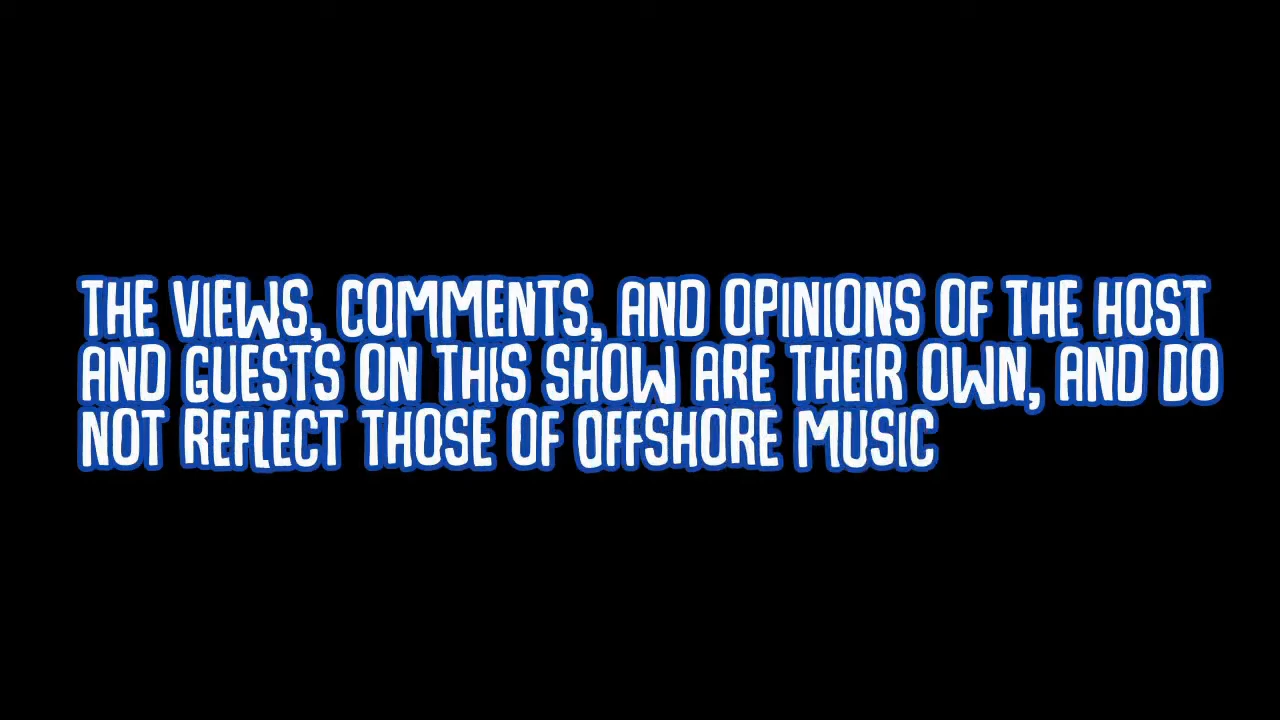 THE VIEWS, COMMENTS, AND OPINIONS OF THE HOST
AND GUESTS ON THIS SHOW ARE THEIR OWN, AND DO
NOT REFLECT THOSE OF OFFSHORE MUSIC